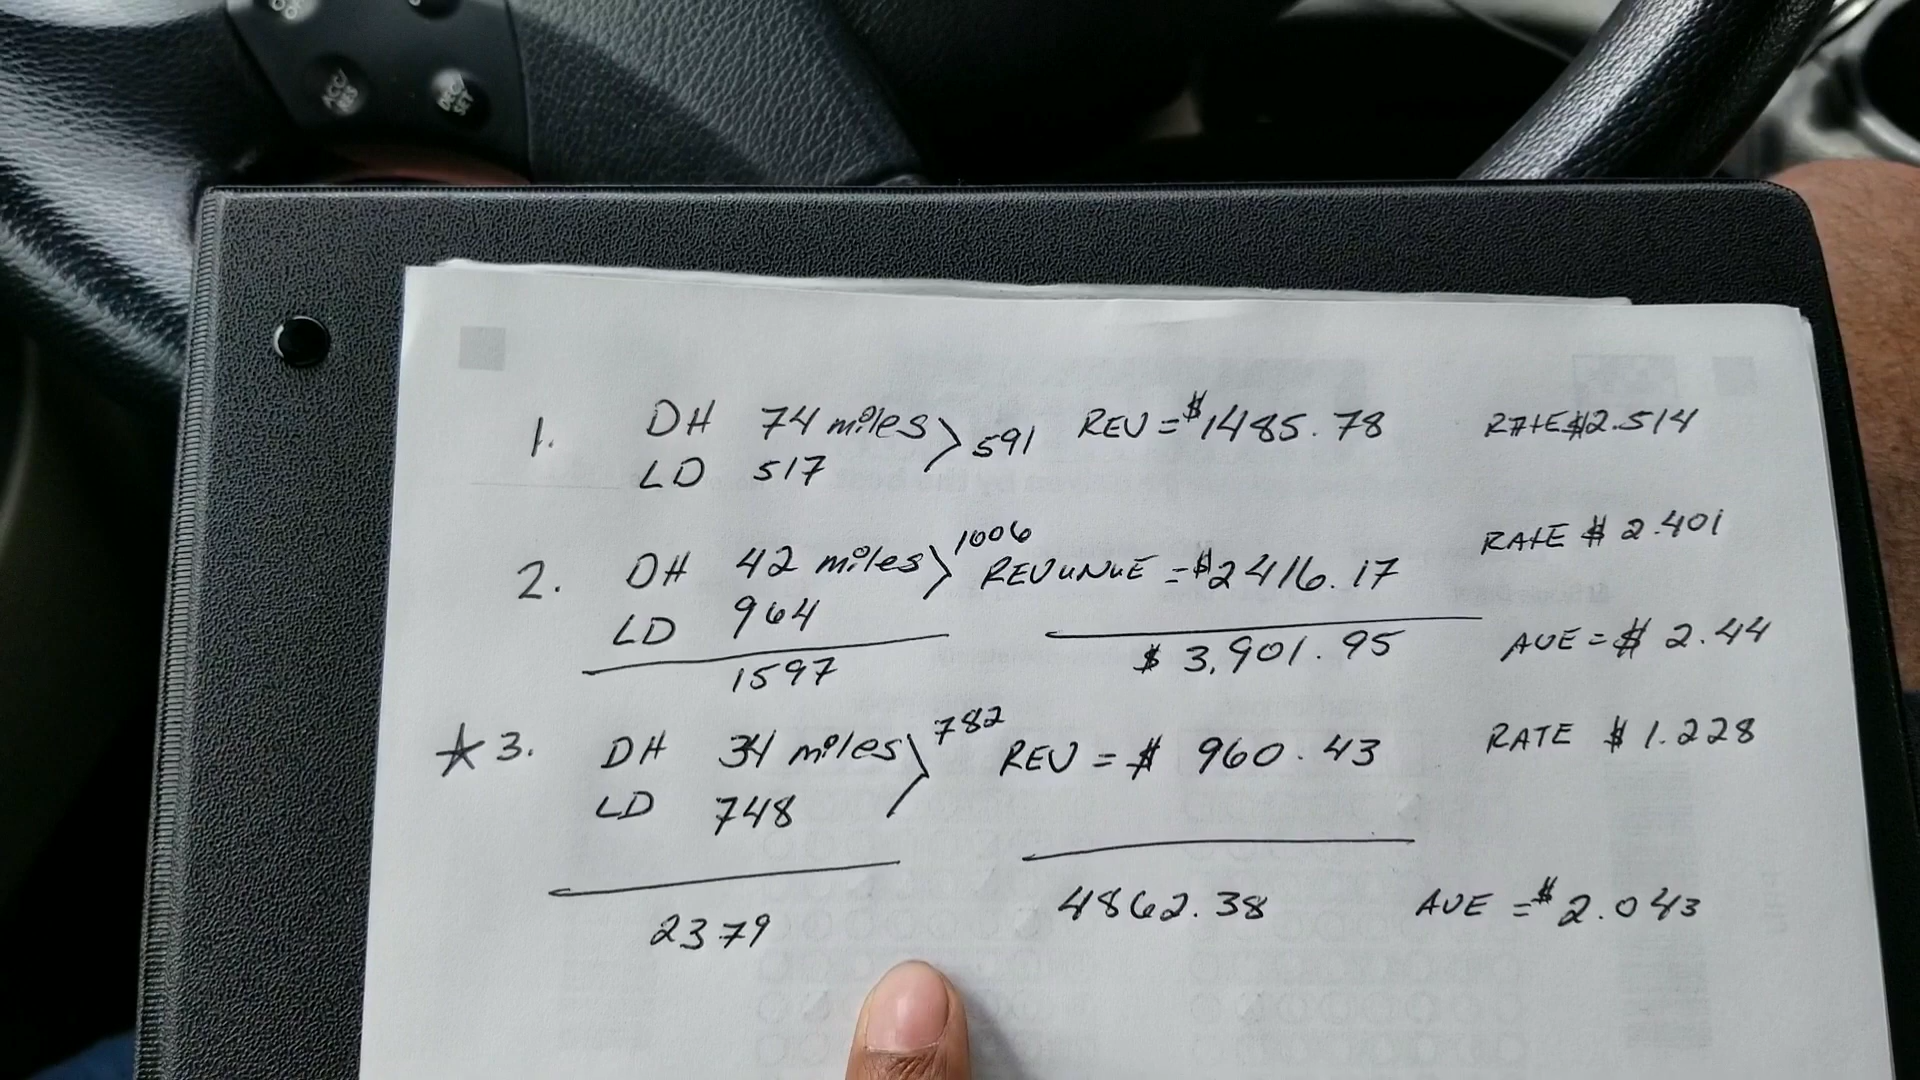 1. DH 74 miles > 591 REV = $1485.78 RATE $2.514
LD 517
2. DH 42 miles > 1006 REVUNUE = $2416.17 RATE $ 2.401
LD 964
1597 $ 3,901.95 AVE = $ 2.44
★ 3. DH 34 miles > 782 REV = $ 960.43 RATE $ 1.228
LD 748
2379 4862.38 AVE = $2.043